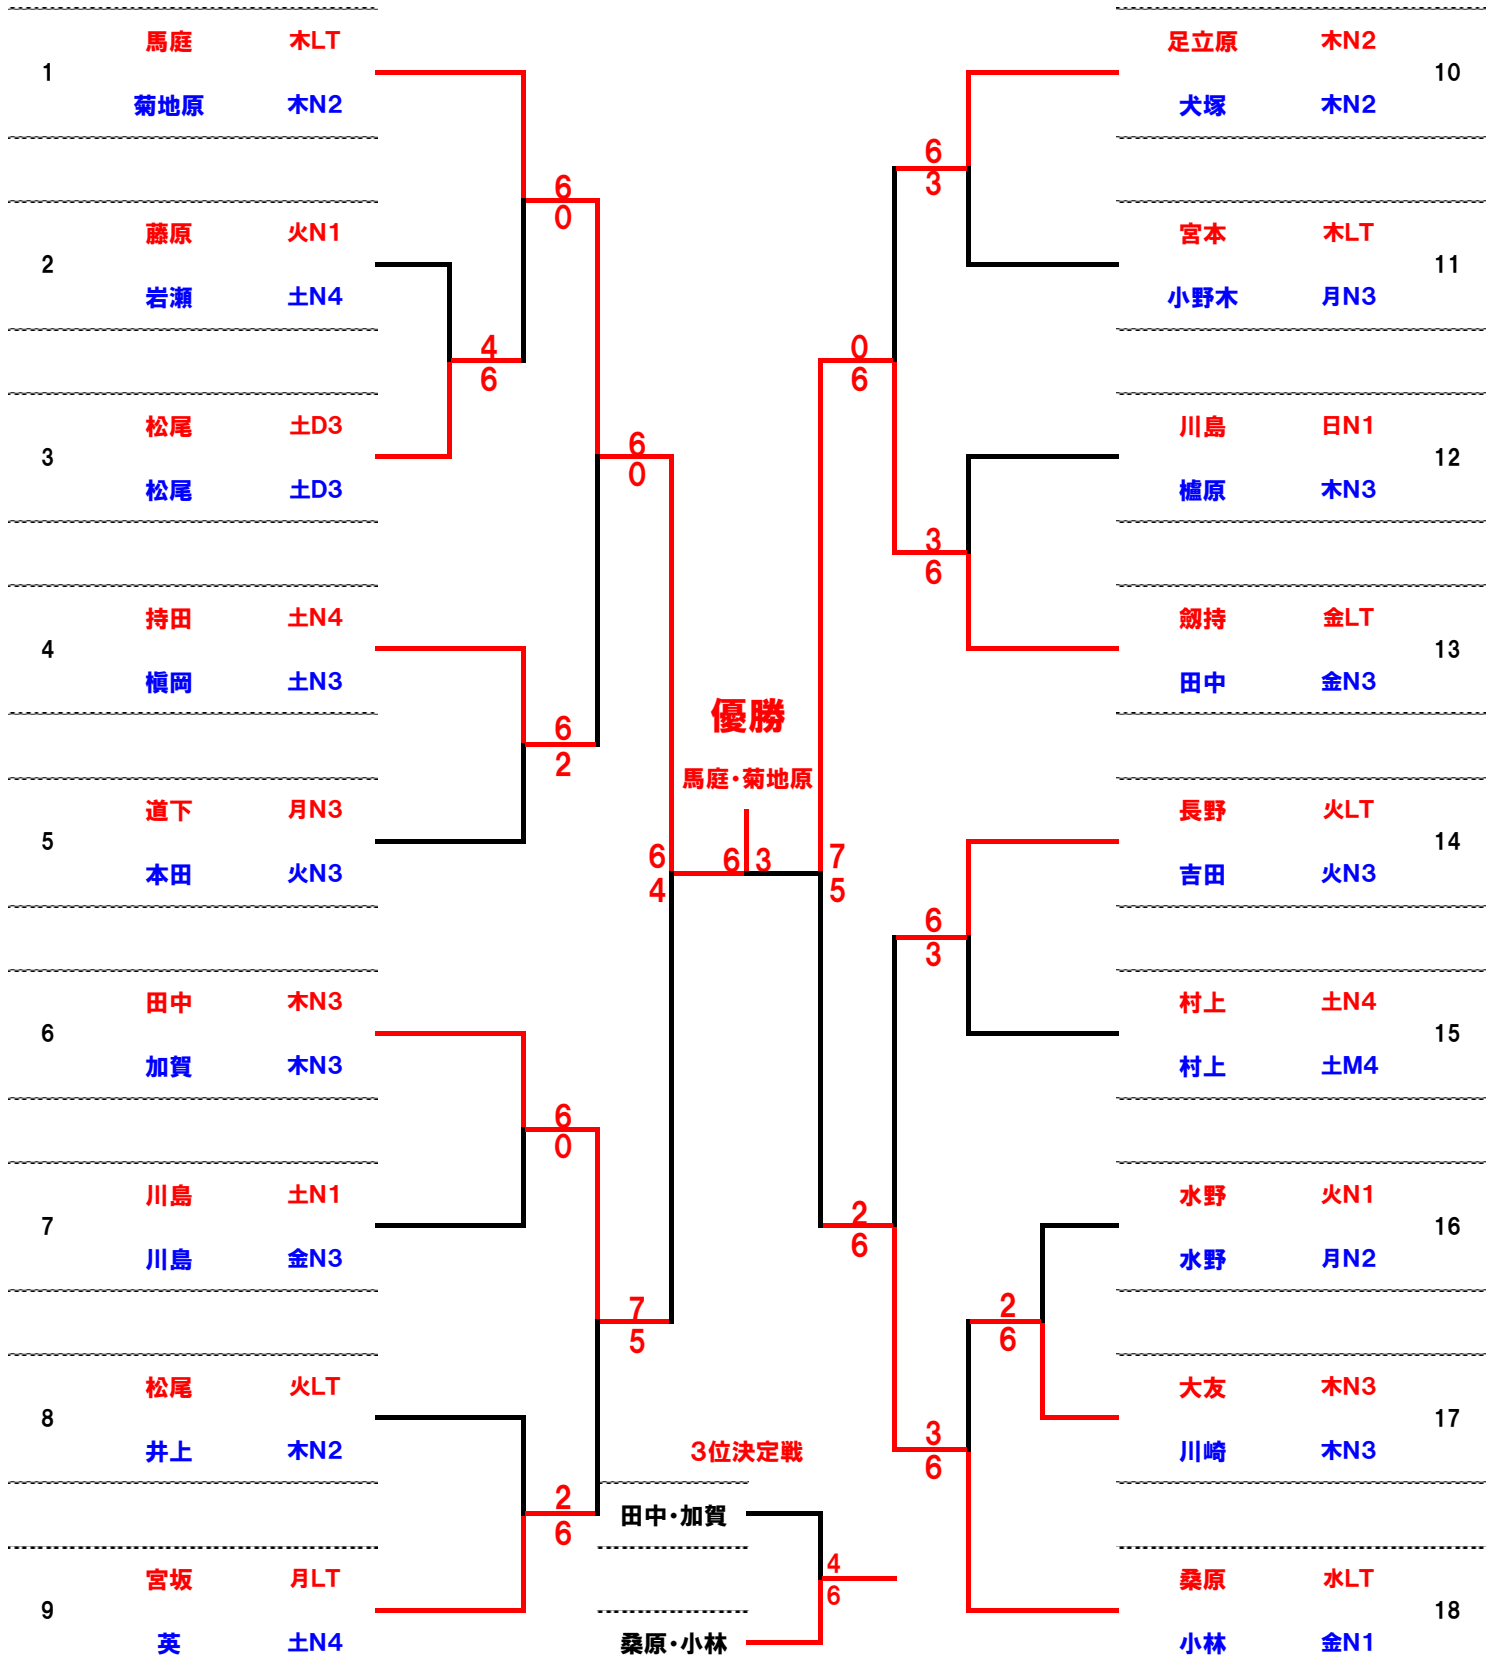 馬庭 木LT
1
菊地原 木N2
藤原 火N1
2
岩瀬 土N4
松尾 土D3
3
松尾 土D3
持田 土N4
4
槇岡 土N3
道下 月N3
5
本田 火N3
田中 木N3
6
加賀 木N3
川島 土N1
7
川島 金N3
松尾 火LT
8
井上 木N2
宮坂 月LT
9
英 土N4
6
0
4
6
6
2
6
0
2
6
6
0
7
5
6
4
優勝
馬庭・菊地原
6 3
7
5
0
6
2
6
6
3
3
6
6
3
3
6
2
6
足立原 木N2
10
犬塚 木N2
宮本 木LT
11
小野木 月N3
川島 日N1
12
櫨原 木N3
劔持 金LT
13
田中 金N3
長野 火LT
14
吉田 火N3
村上 土N4
15
村上 土M4
水野 火N1
16
水野 月N2
大友 木N3
17
川崎 木N3
桑原 水LT
18
小林 金N1
3位決定戦
田中・加賀
4
6
桑原・小林